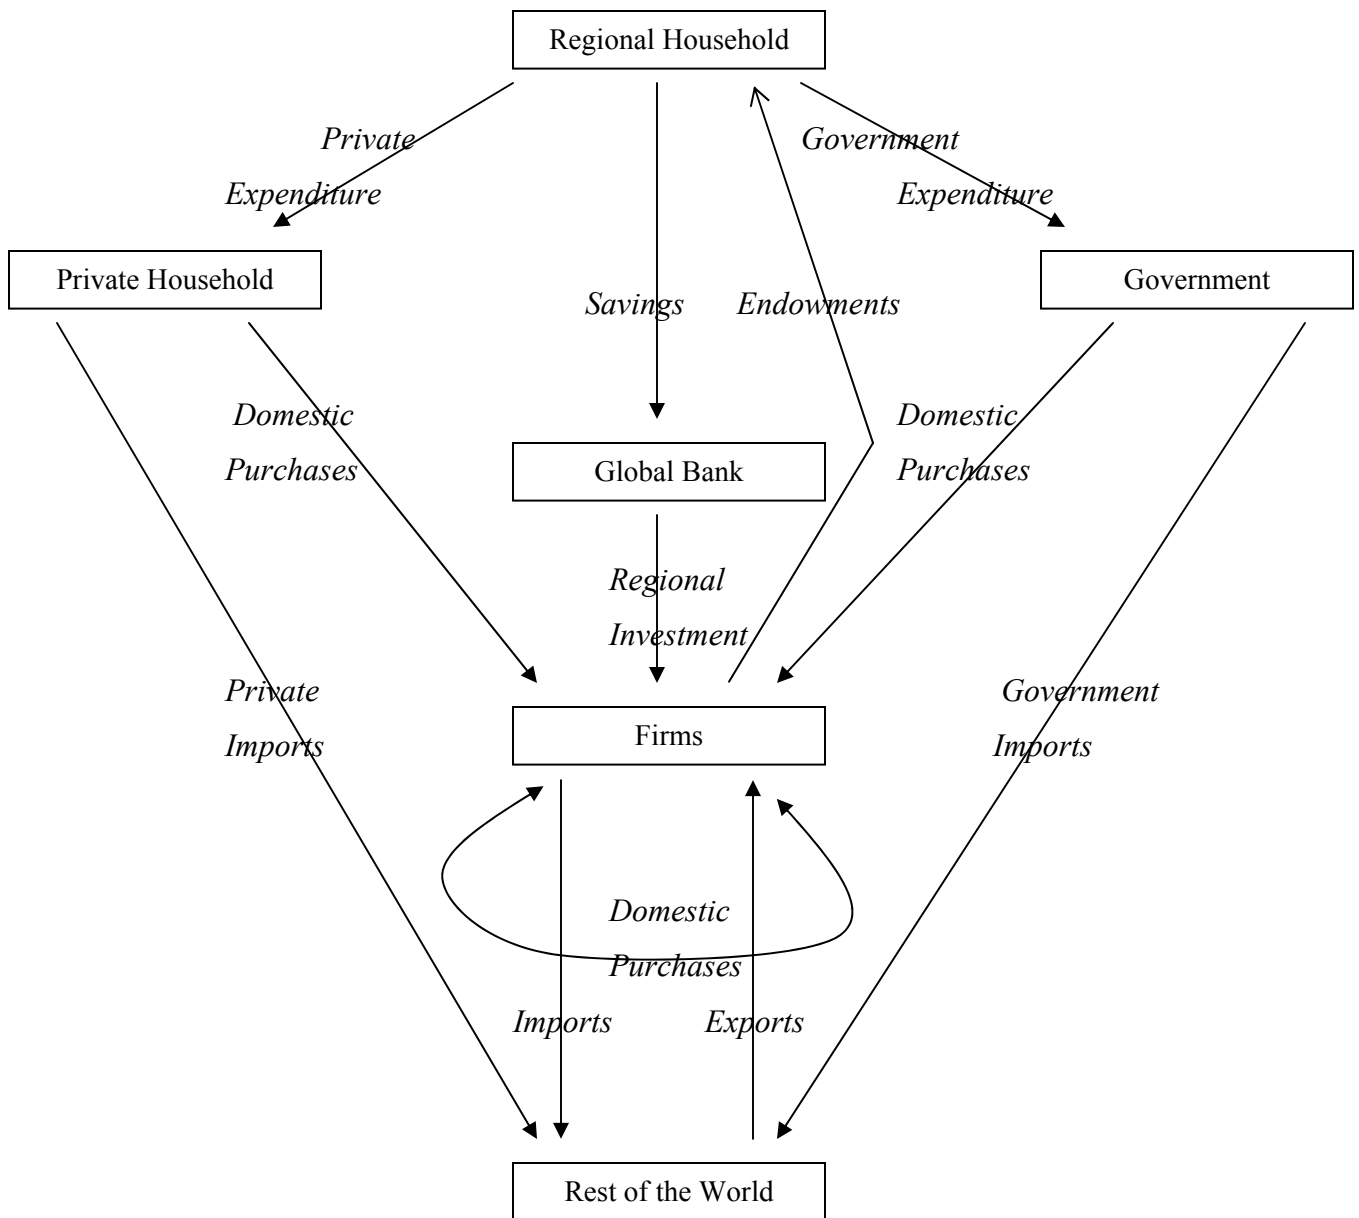 Regional Household
Private
Expenditure
Government
Expenditure
Private Household
Savings
Endowments
Government
Domestic
Purchases
Global Bank
Domestic
Purchases
Regional
Investment
Private
Imports
Firms
Government
Imports
Domestic
Purchases
Imports
Exports
Rest of the World